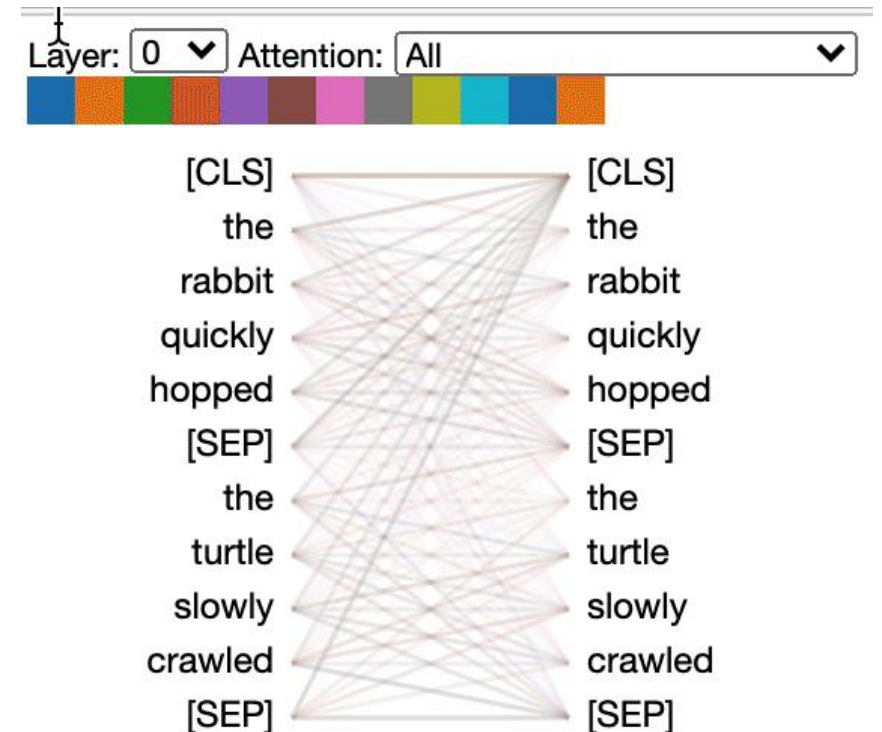 Layer: 0 Attention: All
[CLS] [CLS]
the the
rabbit rabbit
quickly quickly
hopped hopped
[SEP] [SEP]
the the
turtle turtle
slowly slowly
crawled crawled
[SEP] [SEP]